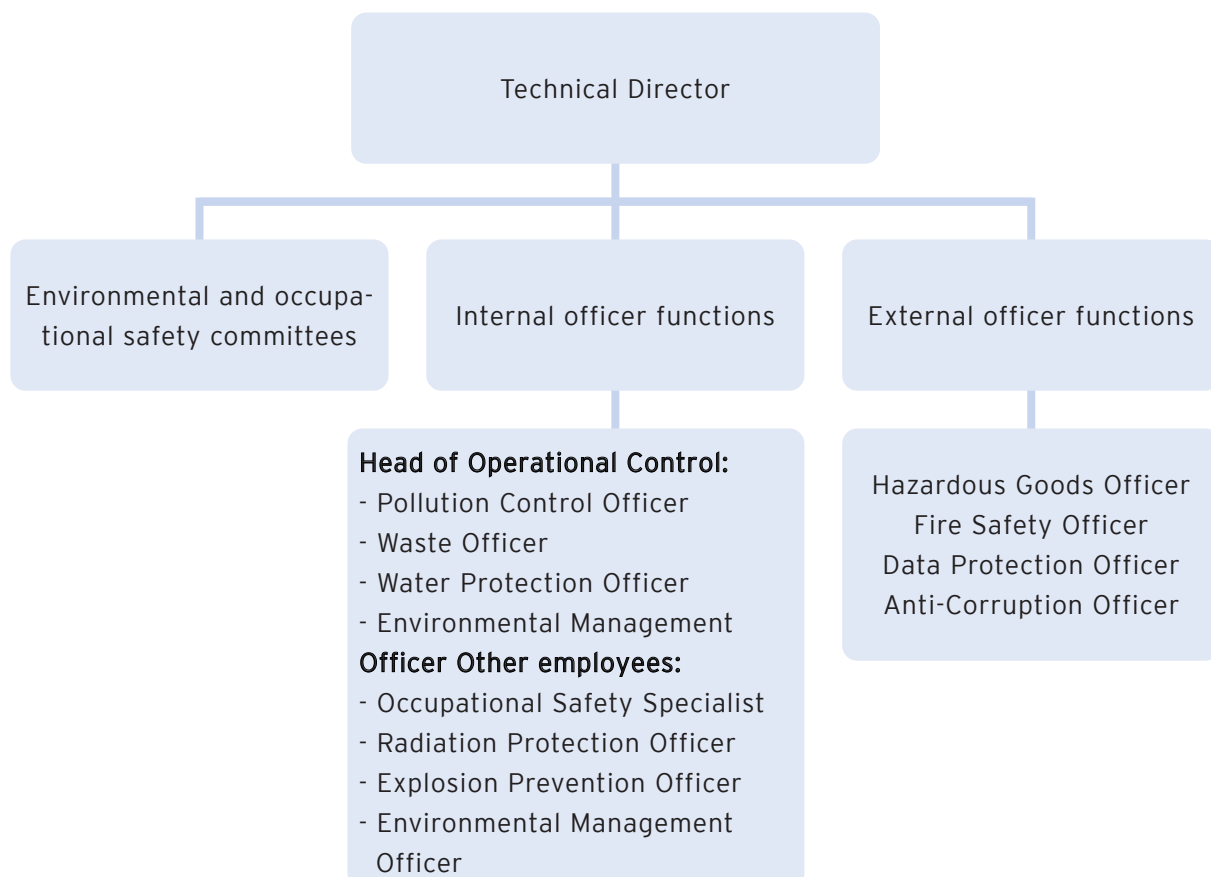 Technical Director
Environmental and occupa-
tional safety committees
Internal officer functions
External officer functions
Head of Operational Control:
- Pollution Control Officer
- Waste Officer
- Water Protection Officer
- Environmental Management
Officer Other employees:
- Occupational Safety Specialist
- Radiation Protection Officer
- Explosion Prevention Officer
- Environmental Management
Officer
Hazardous Goods Officer
Fire Safety Officer
Data Protection Officer
Anti-Corruption Officer